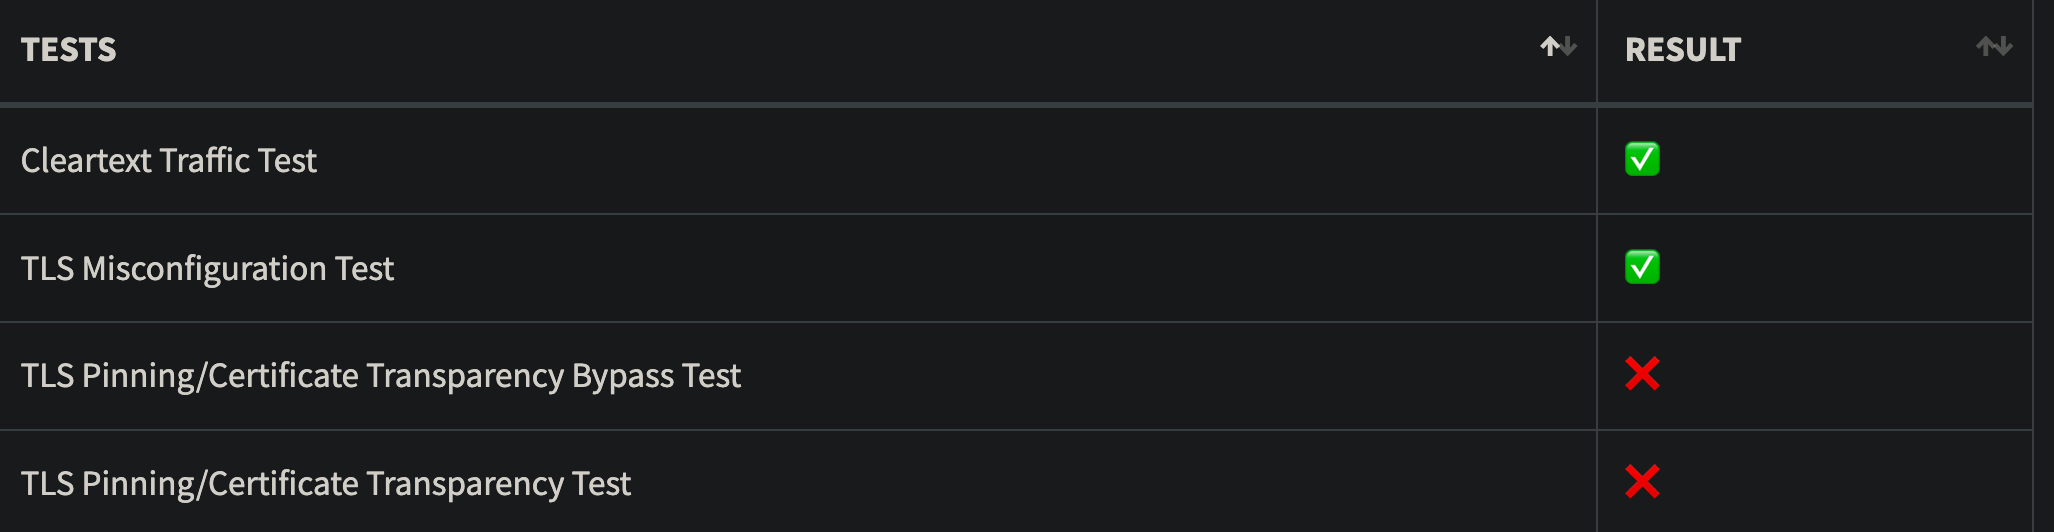 TESTS RESULT
Cleartext Traffic Test ✅
TLS Misconfiguration Test ✅
TLS Pinning/Certificate Transparency Bypass Test ❌
TLS Pinning/Certificate Transparency Test ❌